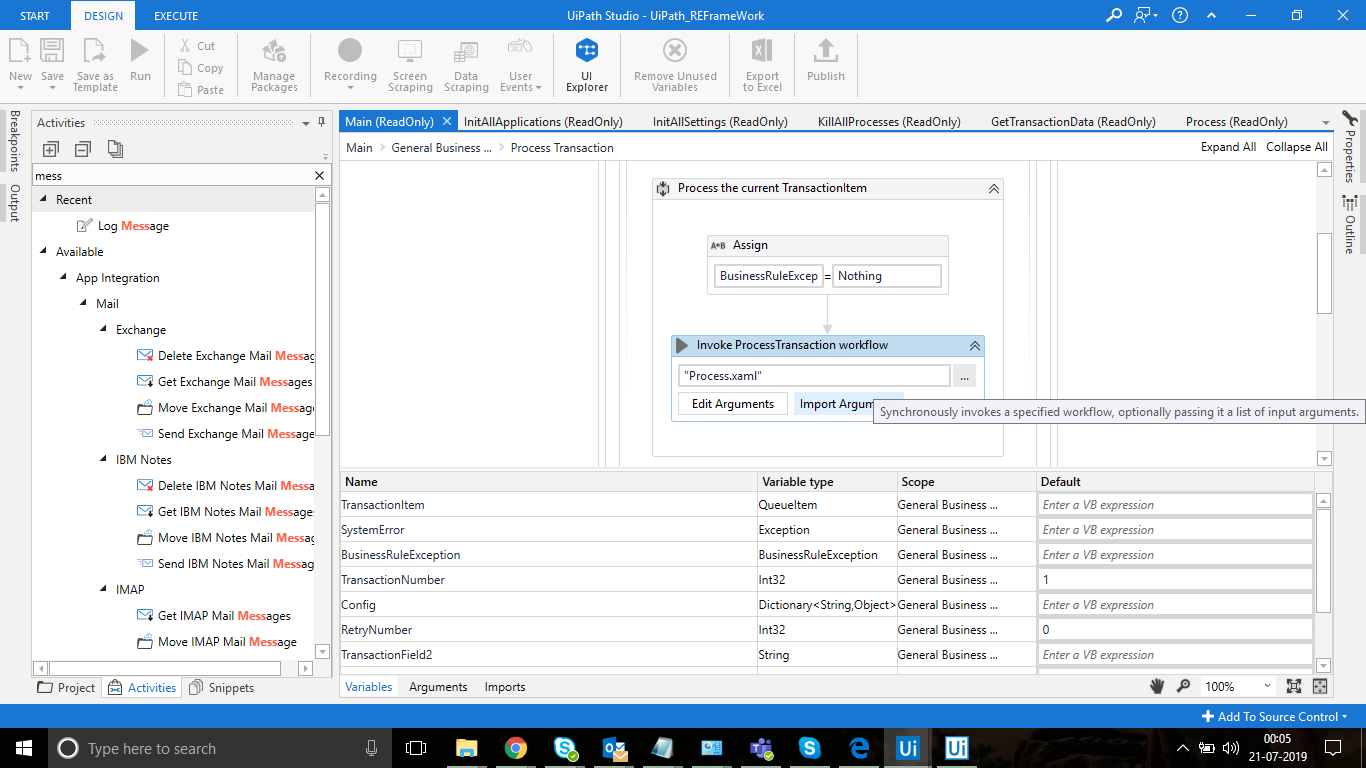 START DESIGN EXECUTE UiPath Studio - UiPath_REFrameWork
New Save Save as Template Run
Cut
Copy
Paste
Manage Packages
Recording
Screen Scraping
Data Scraping
User Events
UI Explorer
Remove Unused Variables
Export to Excel
Publish
Breakpoints
Output
Activities
mess
Recent
Log Message
Available
App Integration
Mail
Exchange
Delete Exchange Mail Messag
Get Exchange Mail Messages
Move Exchange Mail Message
Send Exchange Mail Message
IBM Notes
Delete IBM Notes Mail Messa
Get IBM Notes Mail Messages
Move IBM Notes Mail Messag
Send IBM Notes Mail Messag
IMAP
Get IMAP Mail Messages
Move IMAP Mail Message
Project Activities Snippets
Main (ReadOnly) InitAllApplications (ReadOnly) InitAllSettings (ReadOnly) KillAllProcesses (ReadOnly) GetTransactionData (ReadOnly) Process (ReadOnly)
Main > General Business ... > Process Transaction Expand All Collapse All
Process the current TransactionItem
A+B Assign
BusinessRuleExcep = Nothing
Invoke ProcessTransaction workflow
"Process.xaml" ...
Edit Arguments Import Argum
Synchronously invokes a specified workflow, optionally passing it a list of input arguments.
Name Variable type Scope Default
TransactionItem QueueItem General Business ... Enter a VB expression
SystemError Exception General Business ... Enter a VB expression
BusinessRuleException BusinessRuleException General Business ... Enter a VB expression
TransactionNumber Int32 General Business ... 1
Config Dictionary<String,Object> General Business ... Enter a VB expression
RetryNumber Int32 General Business ... 0
TransactionField2 String General Business ... Enter a VB expression
Variables Arguments Imports 100%
Properties
Outline
Add To Source Control
Type here to search
Ui Ui
00:05
21-07-2019